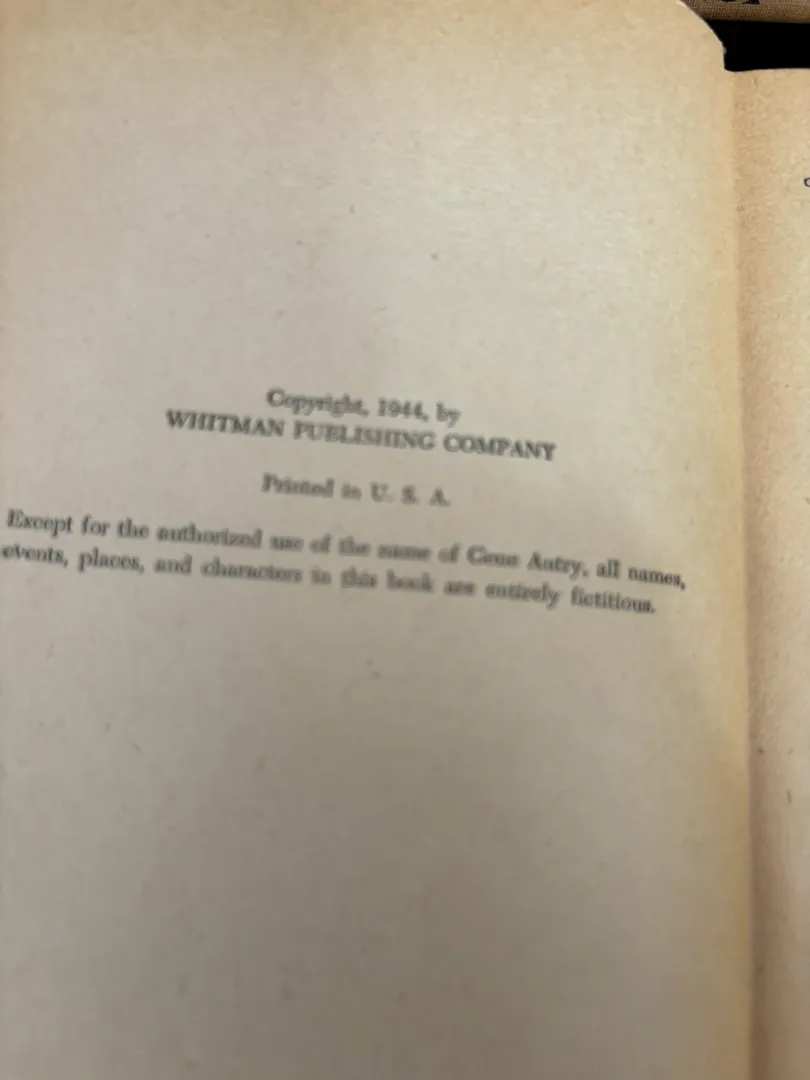 Copyright, 1944, by
WHITMAN PUBLISHING COMPANY
Printed in U. S. A.
Except for the authorized use of the name of Gene Autry, all names,
events, places, and characters in this book are entirely fictitious.